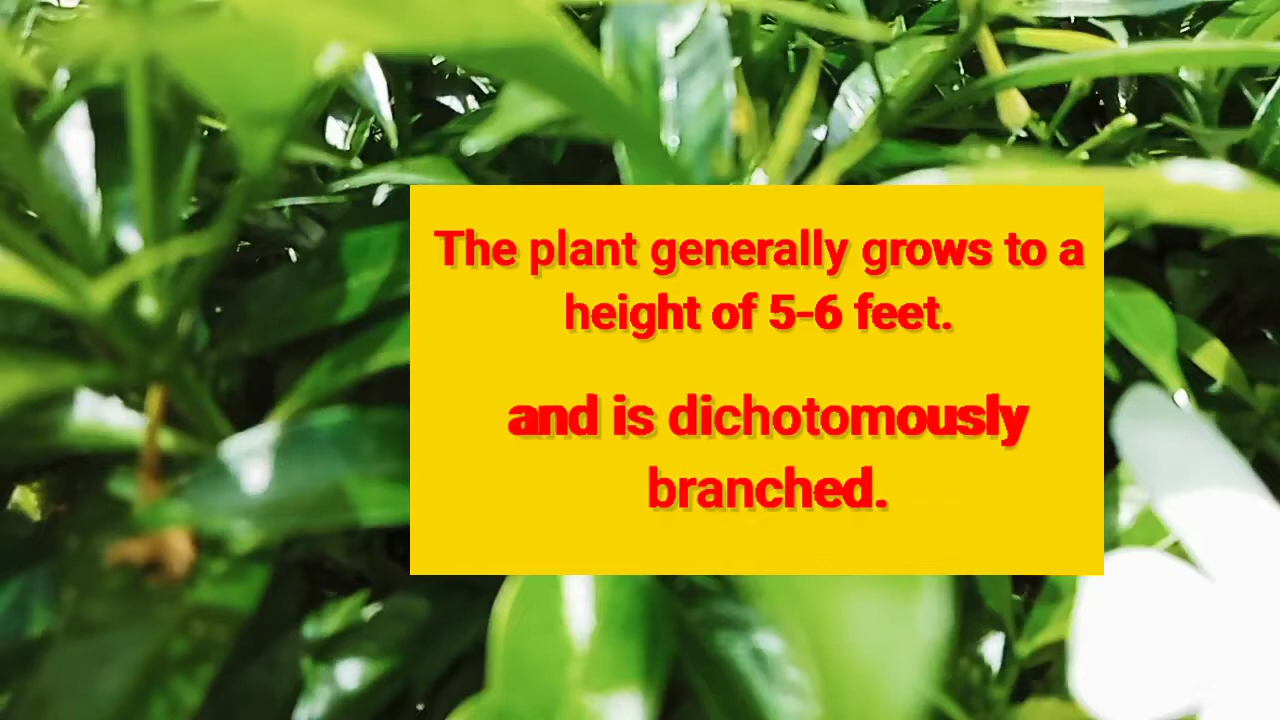 The plant generally grows to a
height of 5-6 feet.
and is dichotomously
branched.